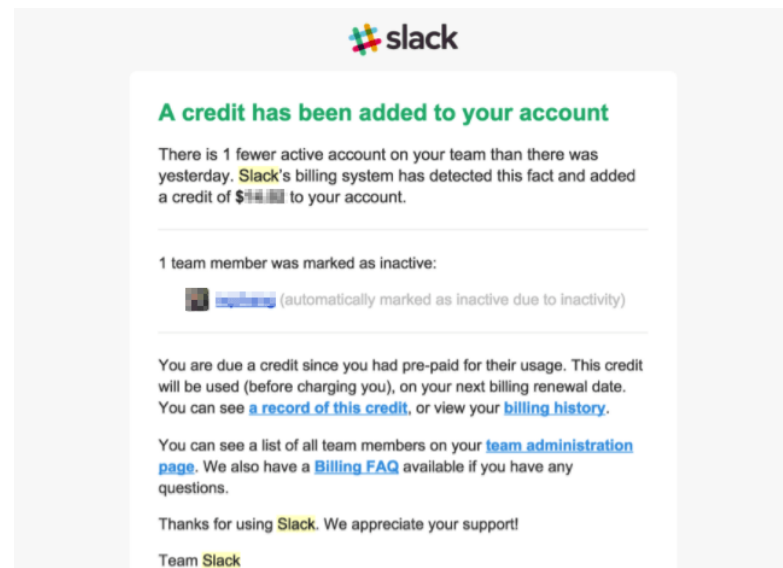 slack
A credit has been added to your account
There is 1 fewer active account on your team than there was
yesterday. Slack's billing system has detected this fact and added
a credit of $ to your account.
1 team member was marked as inactive:
(automatically marked as inactive due to inactivity)
You are due a credit since you had pre-paid for their usage. This credit
will be used (before charging you), on your next billing renewal date.
You can see a record of this credit, or view your billing history.
You can see a list of all team members on your team administration
page. We also have a Billing FAQ available if you have any
questions.
Thanks for using Slack. We appreciate your support!
Team Slack